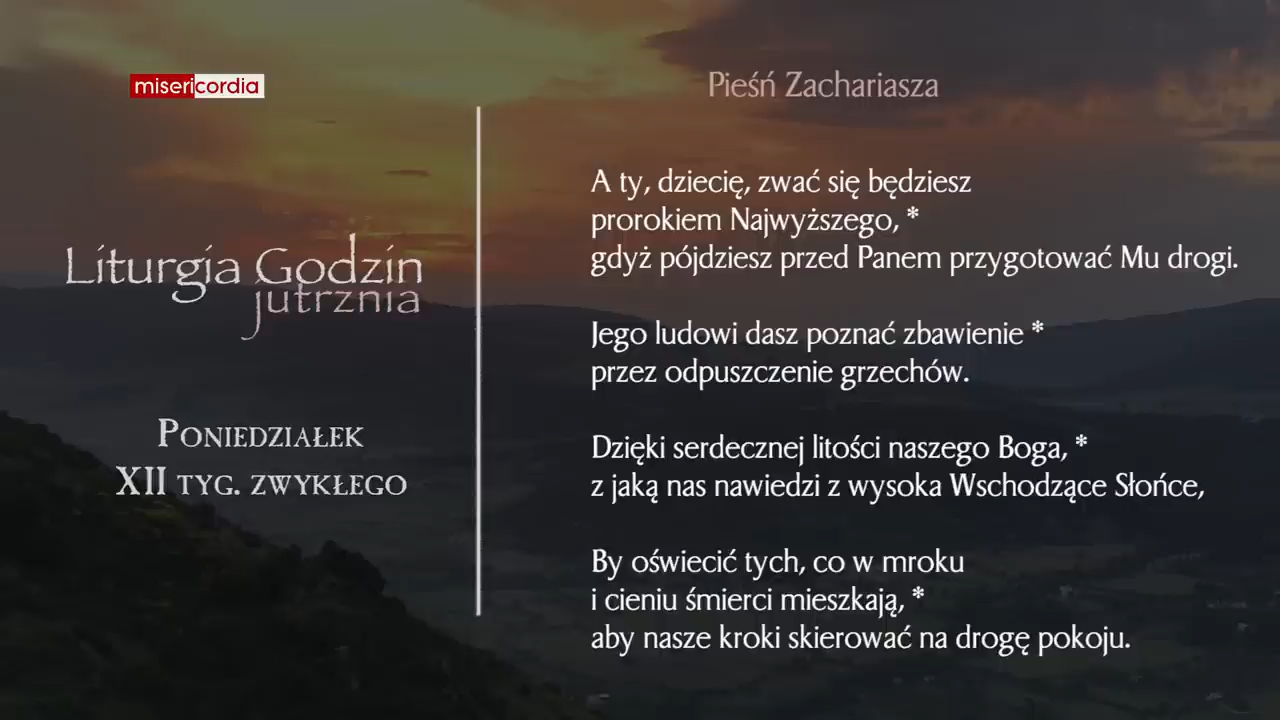 misericordia
Liturgia Godzin
jutrznia
Poniedziałek
XII tyg. zwykłego
Pieśń Zachariasza
A ty, dziecię, zwać się będziesz
prorokiem Najwyższego, *
gdyż pójdziesz przed Panem przygotować Mu drogi.
Jego ludowi dasz poznać zbawienie *
przez odpuszczenie grzechów.
Dzięki serdecznej litości naszego Boga, *
z jaką nas nawiedzi z wysoka Wschodzące Słońce,
By oświecić tych, co w mroku
i cieniu śmierci mieszkają, *
aby nasze kroki skierować na drogę pokoju.